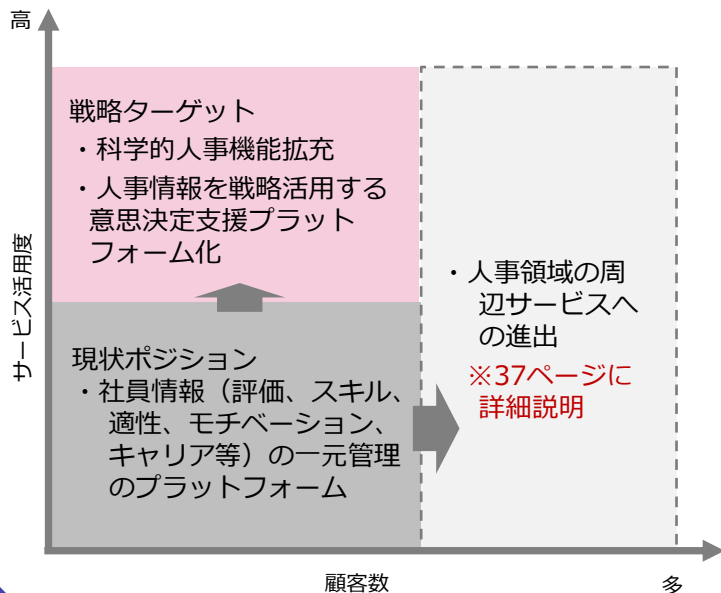 高
戦略ターゲット
・科学的人事機能拡充
・人事情報を戦略活用する
意思決定支援プラット
フォーム化
サービス活用度
現状ポジション
・社員情報（評価、スキル、
適性、モチベーション、
キャリア等）の一元管理
のプラットフォーム
・人事領域の周
辺サービスへ
の進出
※37ページに
詳細説明
顧客数
多